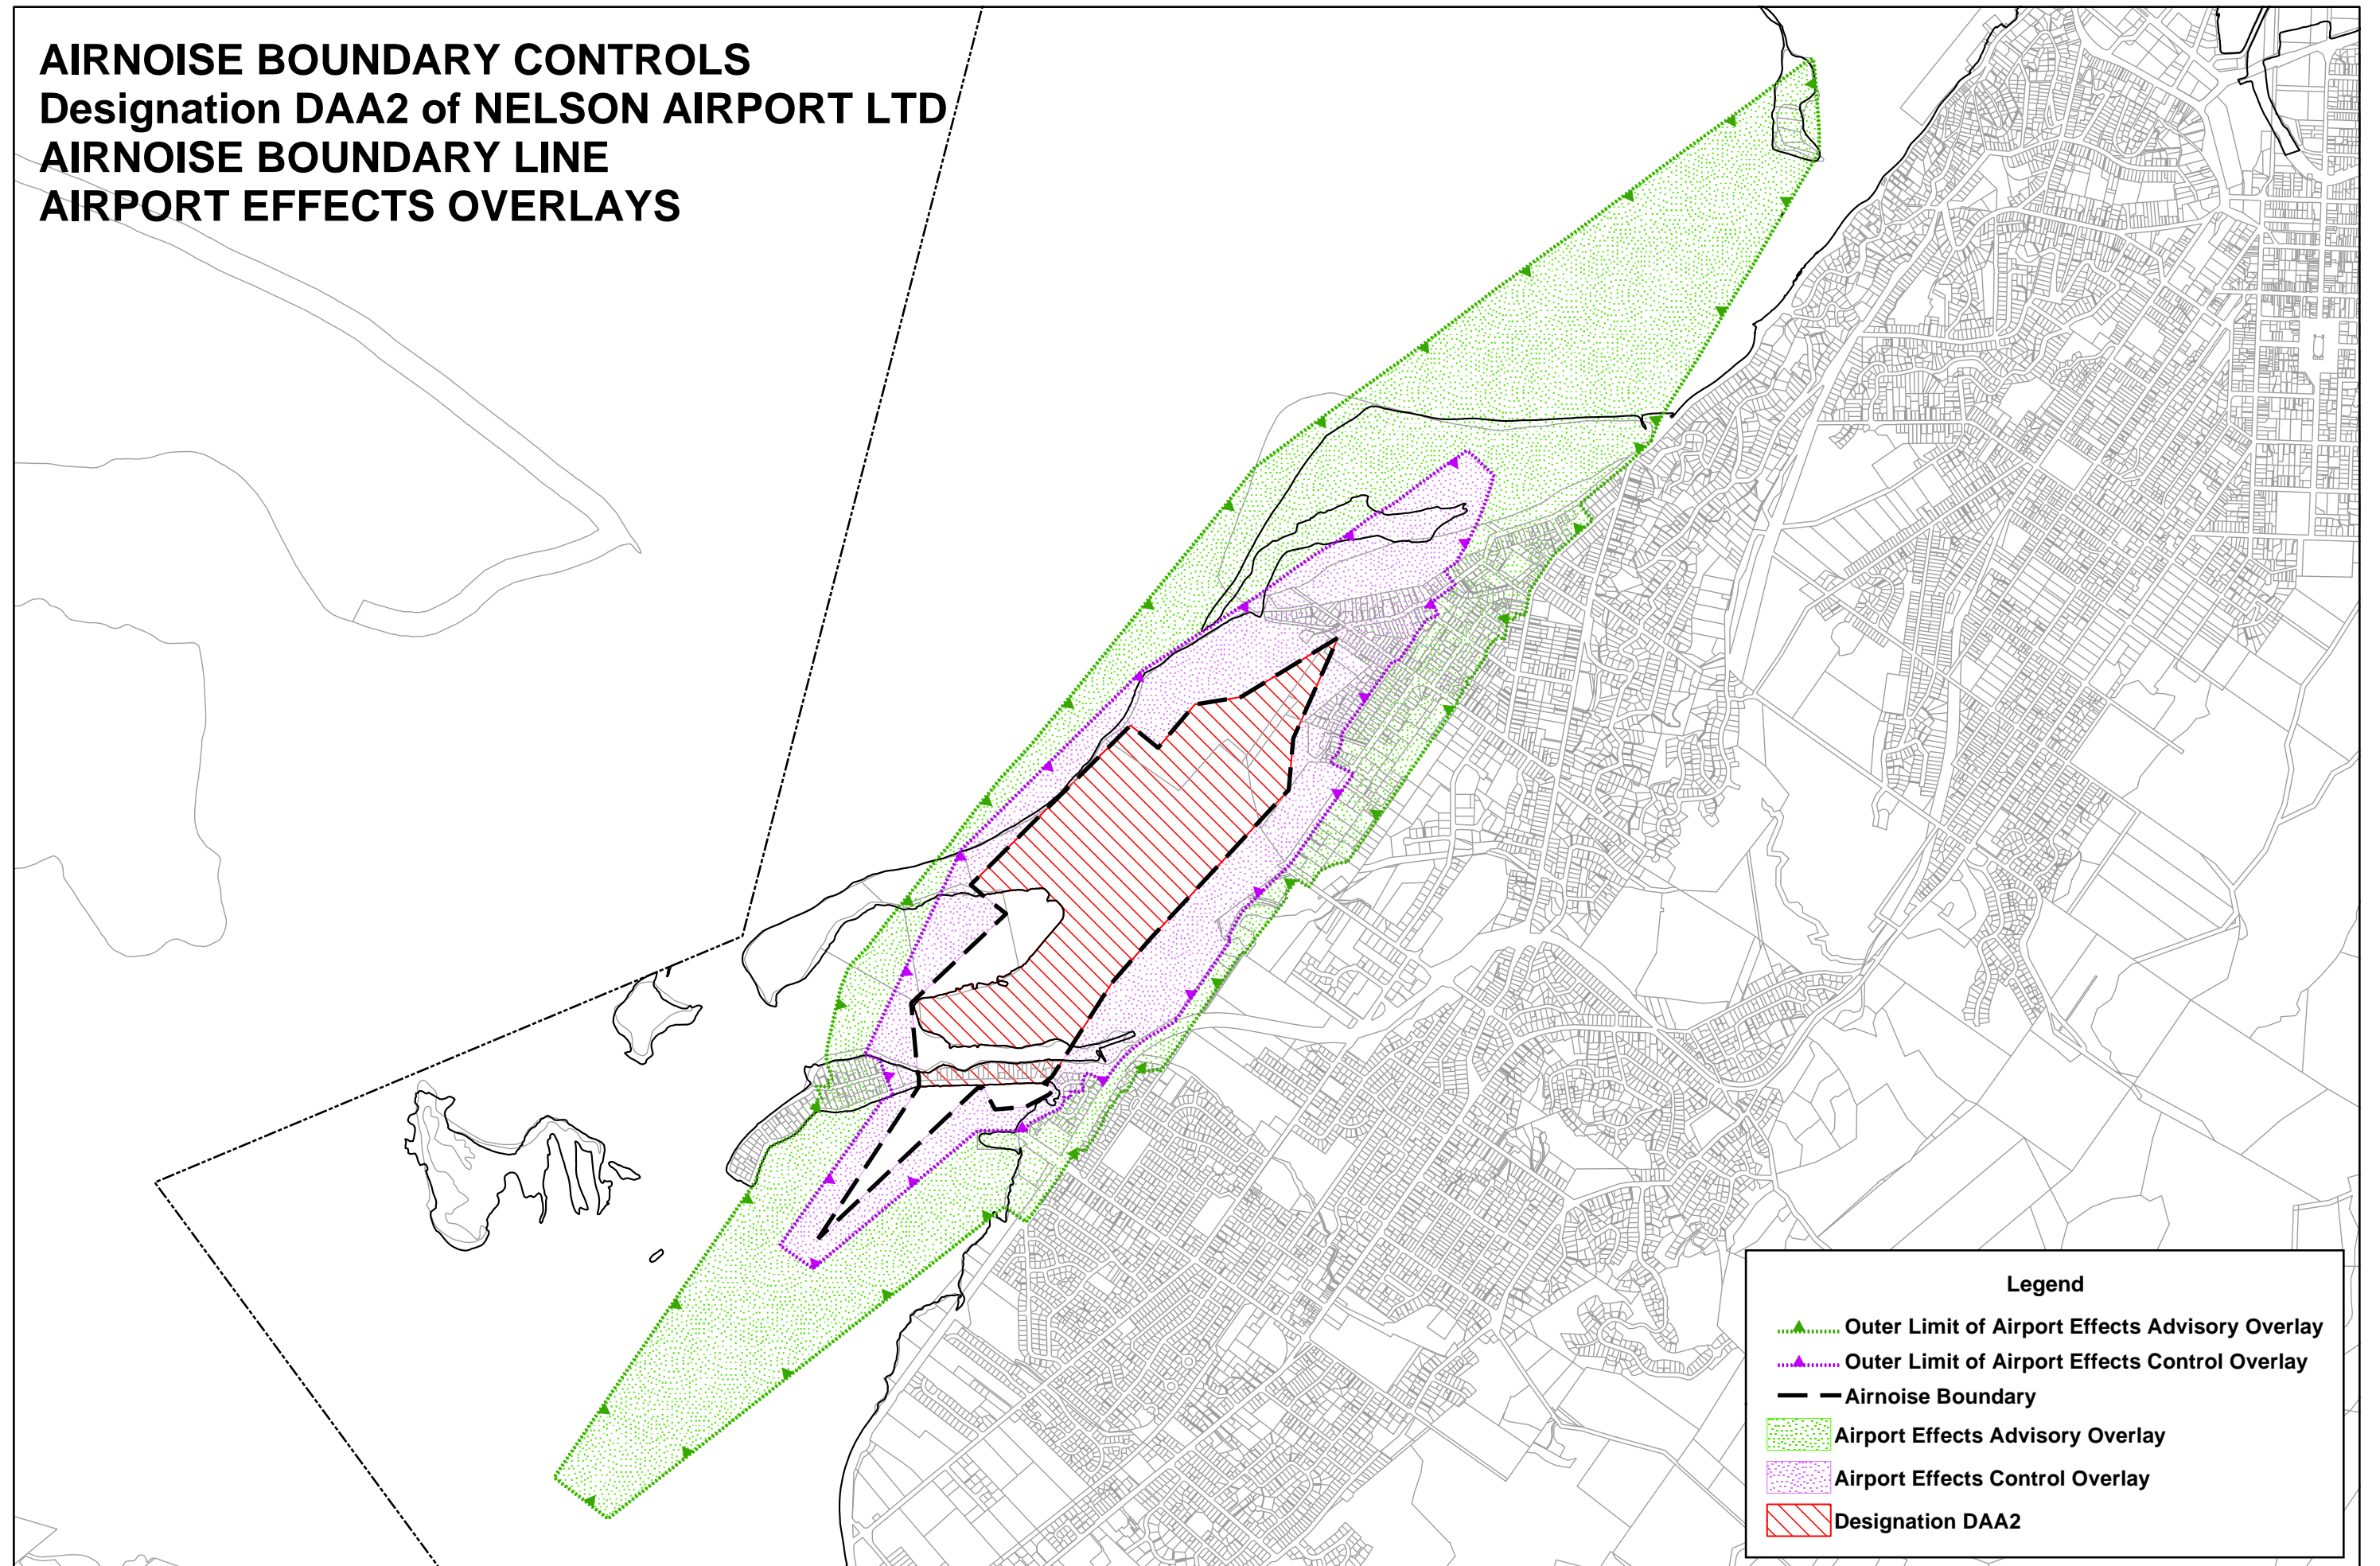 AIRNOISE BOUNDARY CONTROLS
Designation DAA2 of NELSON AIRPORT LTD
AIRNOISE BOUNDARY LINE
AIRPORT EFFECTS OVERLAYS
Legend
Outer Limit of Airport Effects Advisory Overlay
Outer Limit of Airport Effects Control Overlay
Airnoise Boundary
Airport Effects Advisory Overlay
Airport Effects Control Overlay
Designation DAA2